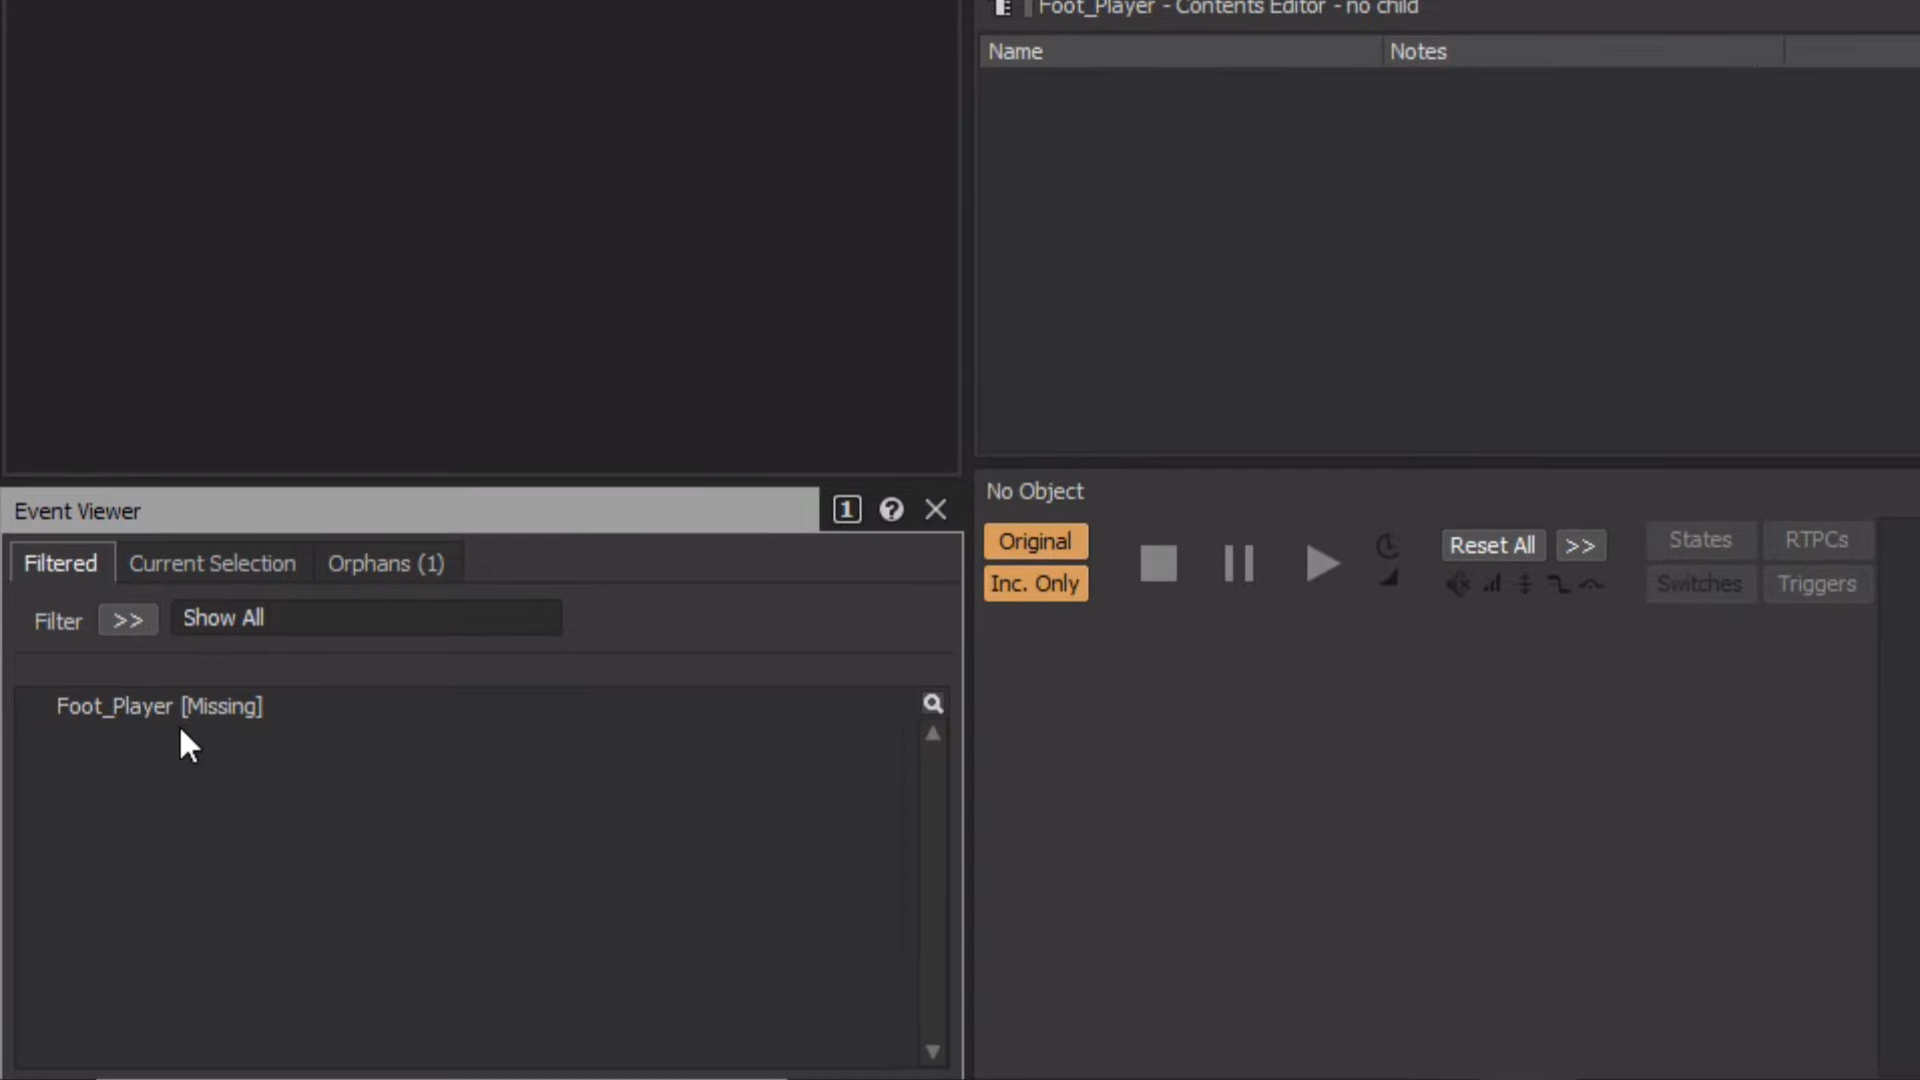 Foot_Player - Contents Editor - no child
Name
Notes
Event Viewer
1
?
Filtered
Current Selection
Orphans (1)
Filter
>>
Show All
Foot_Player [Missing]
No Object
Original
Inc. Only
Reset All
>>
States
RTPCs
Switches
Triggers